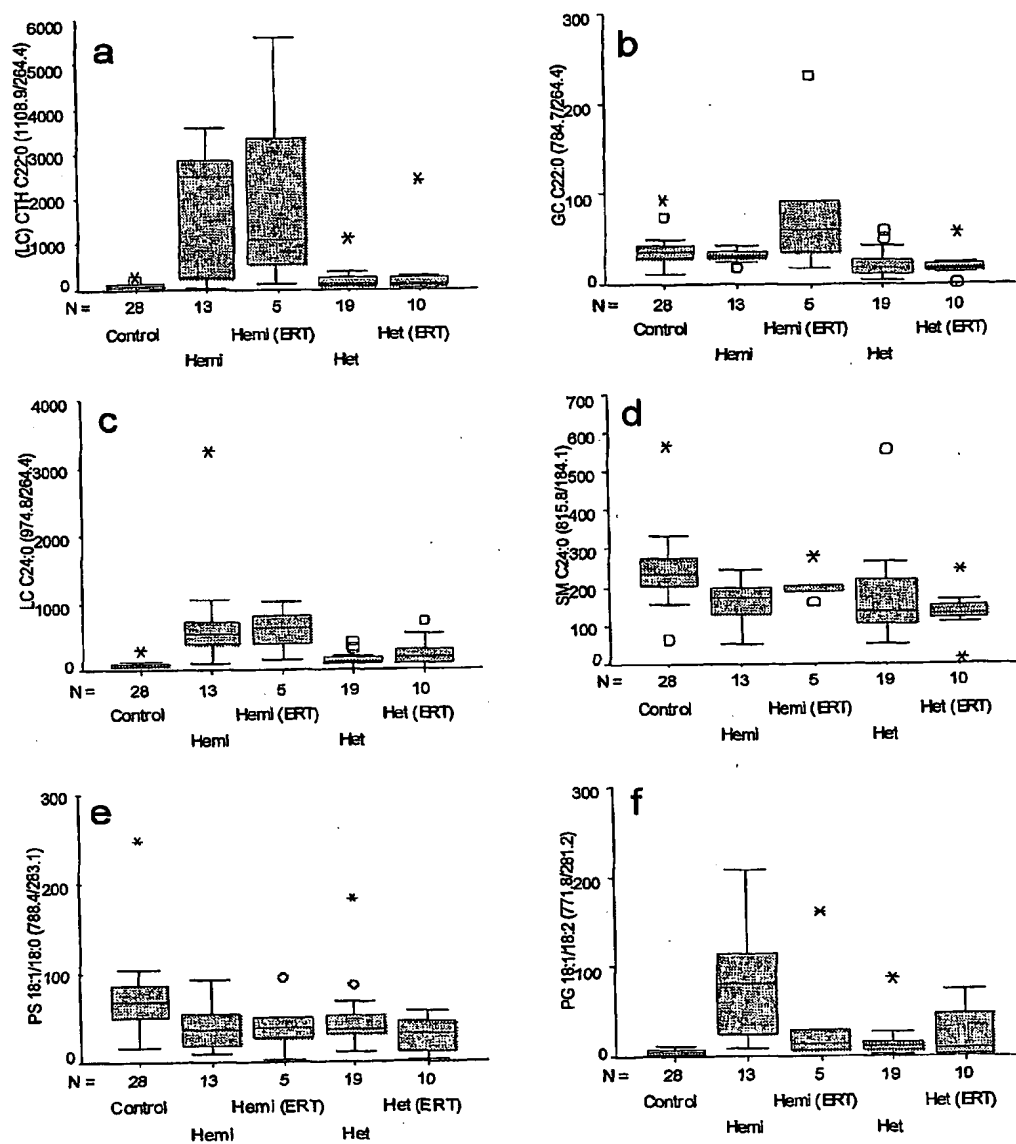 a
(LC) CTH C22:0 (1108.9/264.4)
6000
5000
4000
3000
2000
1000
0
N = 28 13 5 19 10
Control Hemi (ERT) Het (ERT)
Hemi Het
b
GC C22:0 (784.7/264.4)
300
200
100
0
N = 28 13 5 19 10
Control Hemi (ERT) Het (ERT)
Hemi Het
c
LC C24:0 (974.8/264.4)
4000
3000
2000
1000
0
N = 28 13 5 19 10
Control Hemi (ERT) Het (ERT)
Hemi Het
d
SM C24:0 (815.8/184.1)
700
600
500
400
300
200
100
0
N = 28 13 5 19 10
Control Hemi (ERT) Het (ERT)
Hemi Het
e
PS 18:1/18:0 (788.4/283.1)
300
200
100
0
N = 28 13 5 19 10
Control Hemi (ERT) Het (ERT)
Hemi Het
f
PG 18:1/18:2 (771.8/281.2)
300
200
100
0
N = 28 13 5 19 10
Control Hemi (ERT) Het (ERT)
Hemi Het